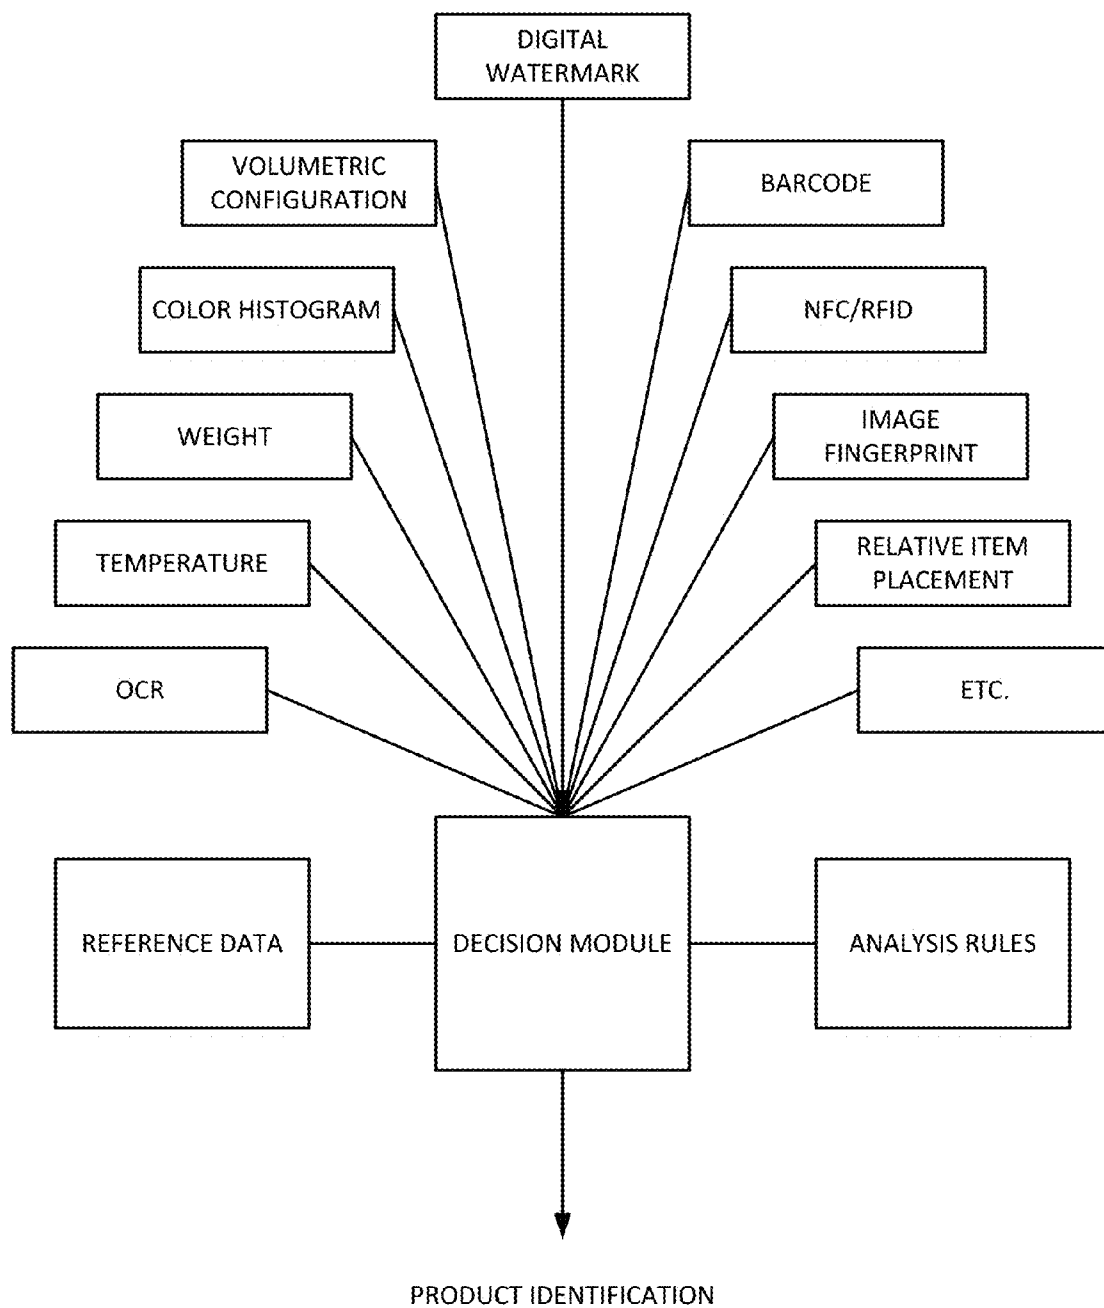 DIGITAL
WATERMARK
VOLUMETRIC
CONFIGURATION
BARCODE
COLOR HISTOGRAM
NFC/RFID
WEIGHT
IMAGE
FINGERPRINT
TEMPERATURE
RELATIVE ITEM
PLACEMENT
OCR
ETC.
REFERENCE DATA
DECISION MODULE
ANALYSIS RULES
PRODUCT IDENTIFICATION